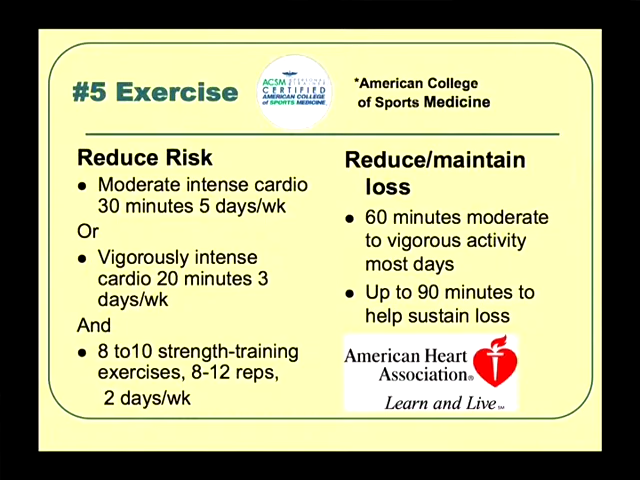 #5 Exercise
ACSM
CERTIFIED
AMERICAN COLLEGE
of SPORTS MEDICINE
*American College
of Sports Medicine
Reduce Risk
● Moderate intense cardio
30 minutes 5 days/wk
Or
● Vigorously intense
cardio 20 minutes 3
days/wk
And
● 8 to10 strength-training
exercises, 8-12 reps,
2 days/wk
Reduce/maintain
loss
● 60 minutes moderate
to vigorous activity
most days
● Up to 90 minutes to
help sustain loss
American Heart
Association®
Learn and Live℠